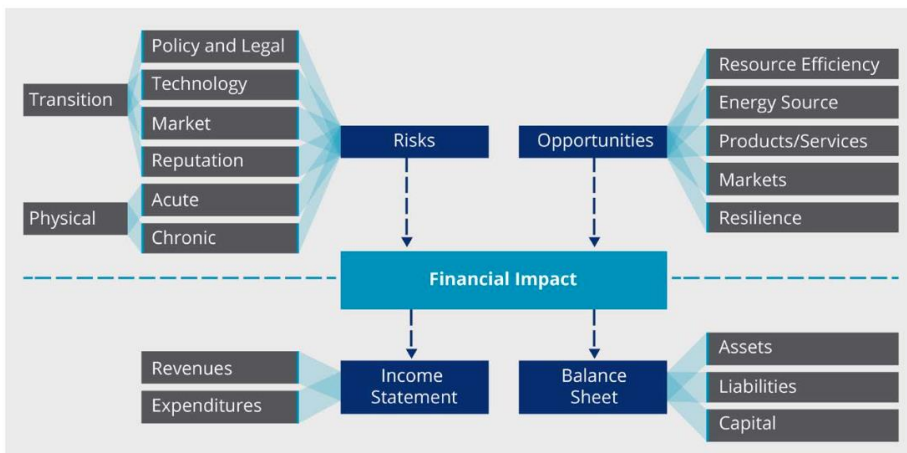 Policy and Legal
Technology
Transition
Market
Reputation
Acute
Physical
Chronic
Risks
Opportunities
Resource Efficiency
Energy Source
Products/Services
Markets
Resilience
Financial Impact
Revenues
Expenditures
Income
Statement
Balance
Sheet
Assets
Liabilities
Capital